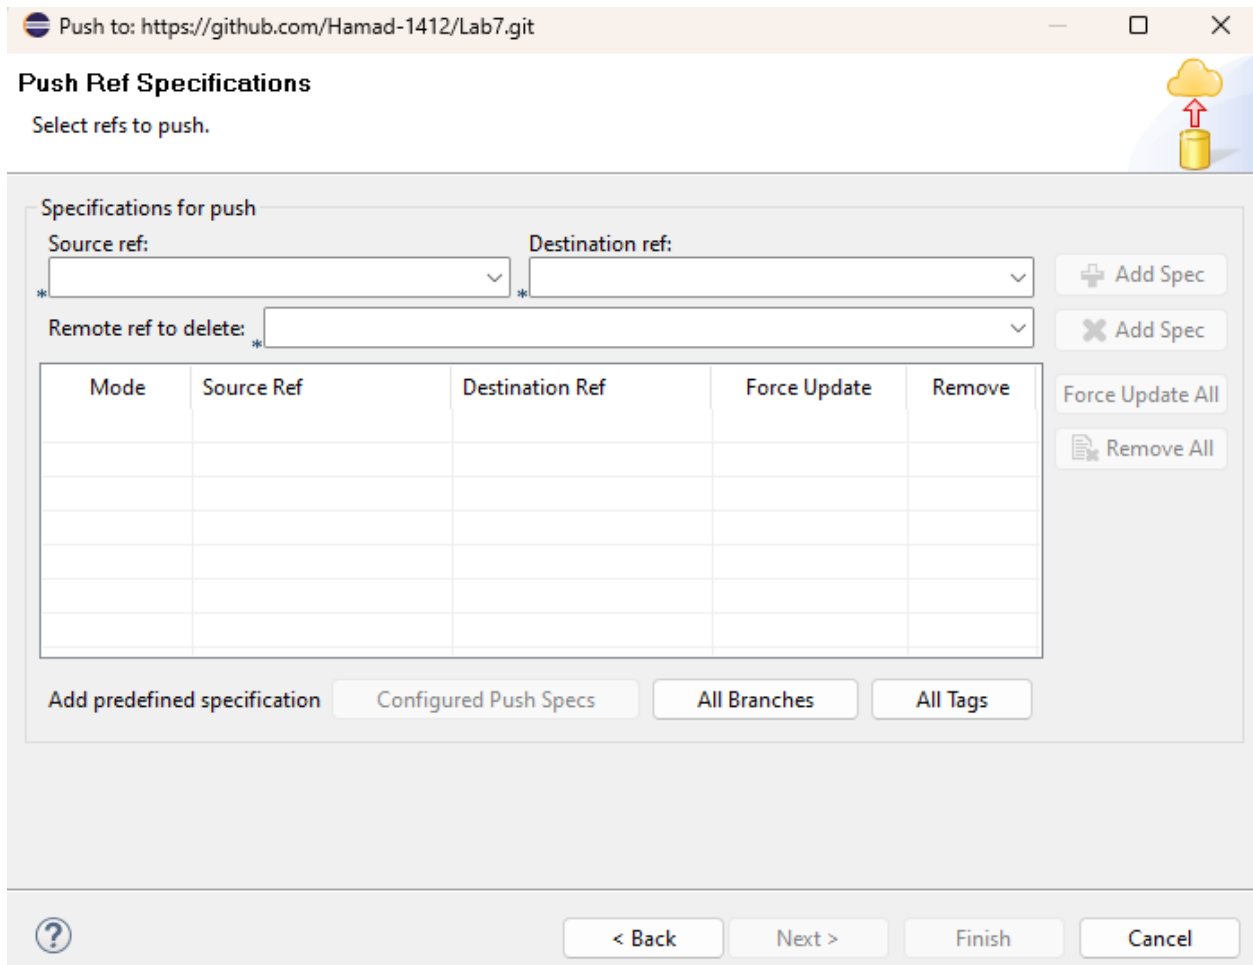 Push to: https://github.com/Hamad-1412/Lab7.git
Push Ref Specifications
Select refs to push.
Specifications for push
Source ref: Destination ref:
* * Add Spec
Remote ref to delete: * Add Spec
Mode Source Ref Destination Ref Force Update Remove
Force Update All
Remove All
Add predefined specification Configured Push Specs All Branches All Tags
? < Back Next > Finish Cancel